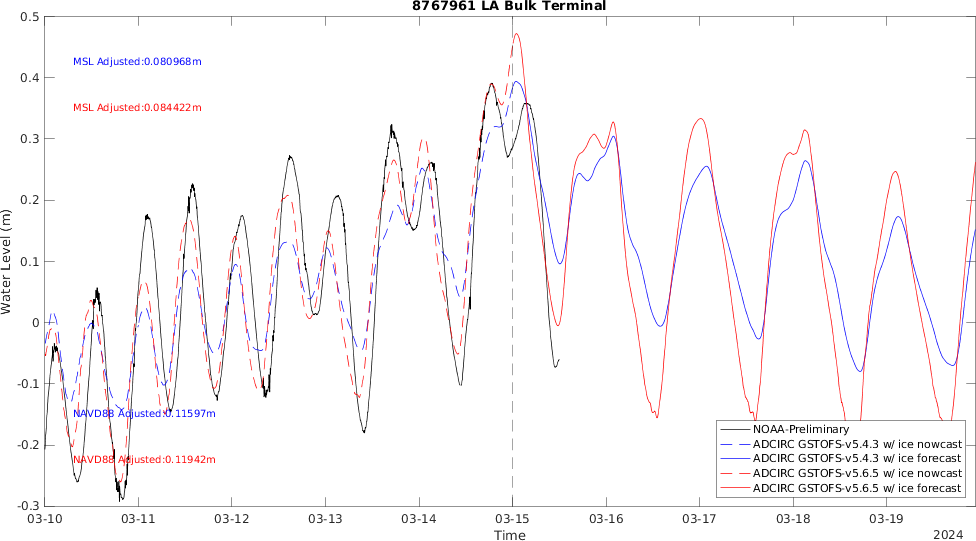 8767961 LA Bulk Terminal
0.5
0.4
0.3
0.2
0.1
0
-0.1
-0.2
-0.3
Water Level (m)
MSL Adjusted:0.080968m
MSL Adjusted:0.084422m
NAVD88 Adjusted:0.11597m
NAVD88 Adjusted:0.11942m
NOAA-Preliminary
ADCIRC GSTOFS-v5.4.3 w/ ice nowcast
ADCIRC GSTOFS-v5.4.3 w/ ice forecast
ADCIRC GSTOFS-v5.6.5 w/ ice nowcast
ADCIRC GSTOFS-v5.6.5 w/ ice forecast
03-10 03-11 03-12 03-13 03-14 03-15 03-16 03-17 03-18 03-19
Time
2024